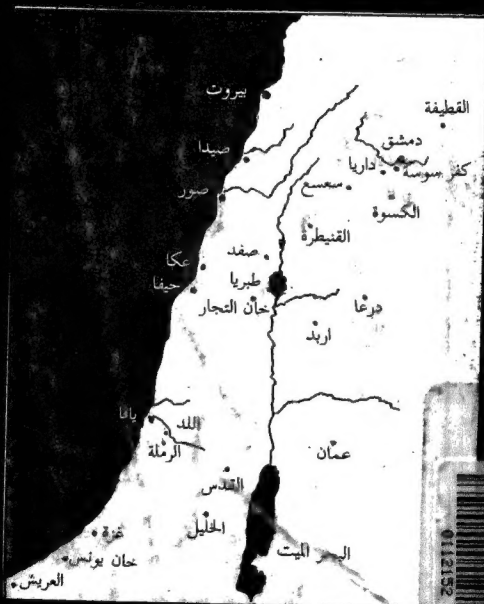 بيروت
القطيفة
دمشق
صيدا
داريا
كفر سوسة
سعسع
صور
الكسوة
القنيطرة
صفد
عكا
طبريا
حيفا
خان التجار
درعا
اربد
يافا
اللد
الرملة
عمان
القدس
الخليل
غزة
البحر الميت
خان يونس
العريش
0112152